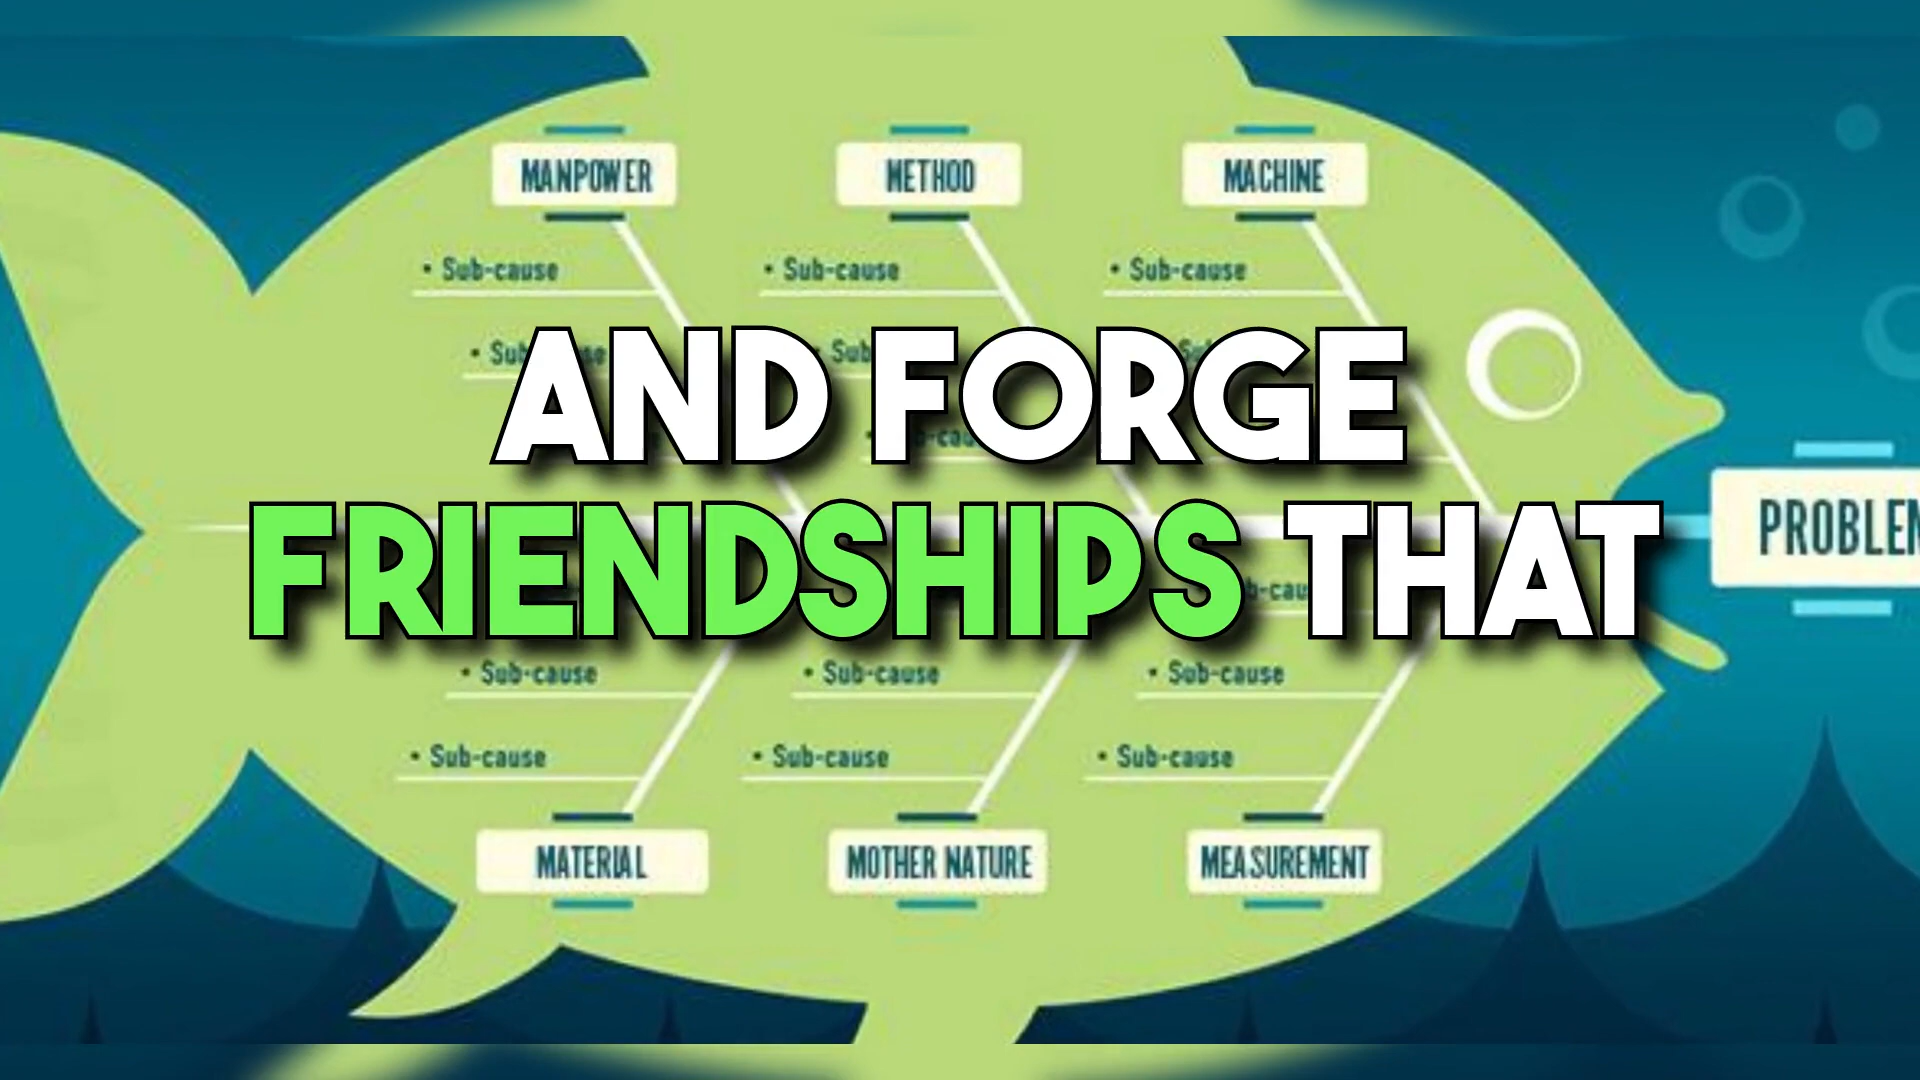 MANPOWER
METHOD
MACHINE
• Sub-cause
• Sub-cause
• Sub-cause
AND FORGE
FRIENDSHIPS THAT
PROBLEM
• Sub-cause
• Sub-cause
• Sub-cause
• Sub-cause
• Sub-cause
• Sub-cause
MATERIAL
MOTHER NATURE
MEASUREMENT